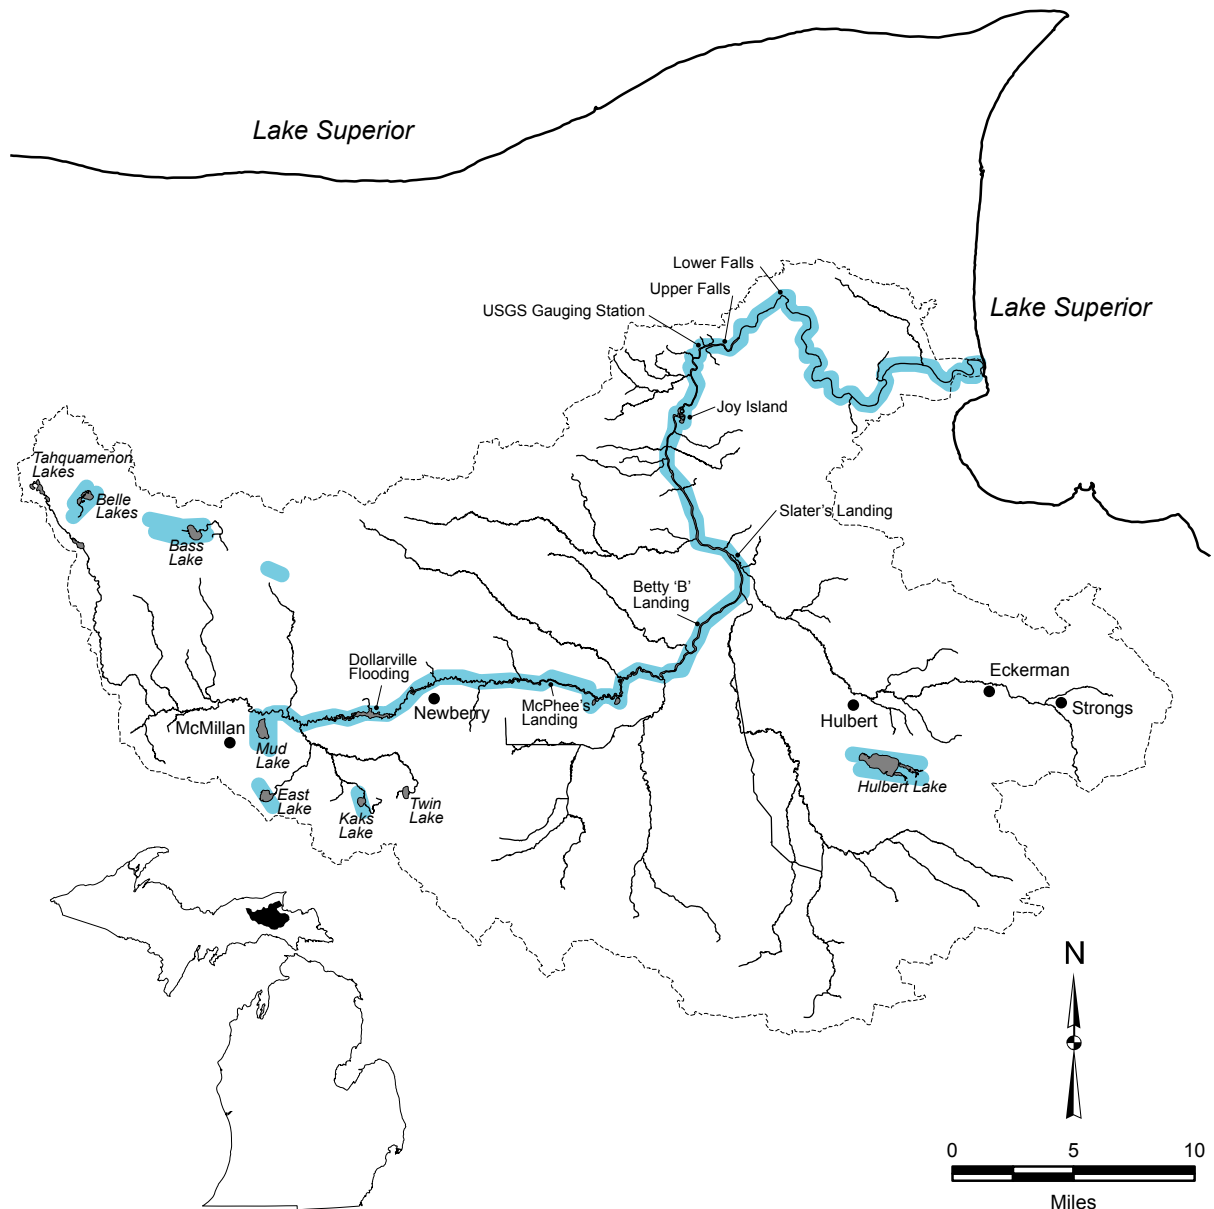 Lake Superior
Lower Falls
Upper Falls
USGS Gauging Station
Lake Superior
Joy Island
Tahquamenon
Lakes
Belle
Lakes
Bass
Lake
Slater's Landing
Betty ‘B’
Landing
Dollarville
Flooding
McPhee's
Landing
Newberry
McMillan
Mud
Lake
East
Lake
Kaks
Lake
Twin
Lake
Eckerman
Strongs
Hulbert
Hulbert Lake
N
0 5 10
Miles